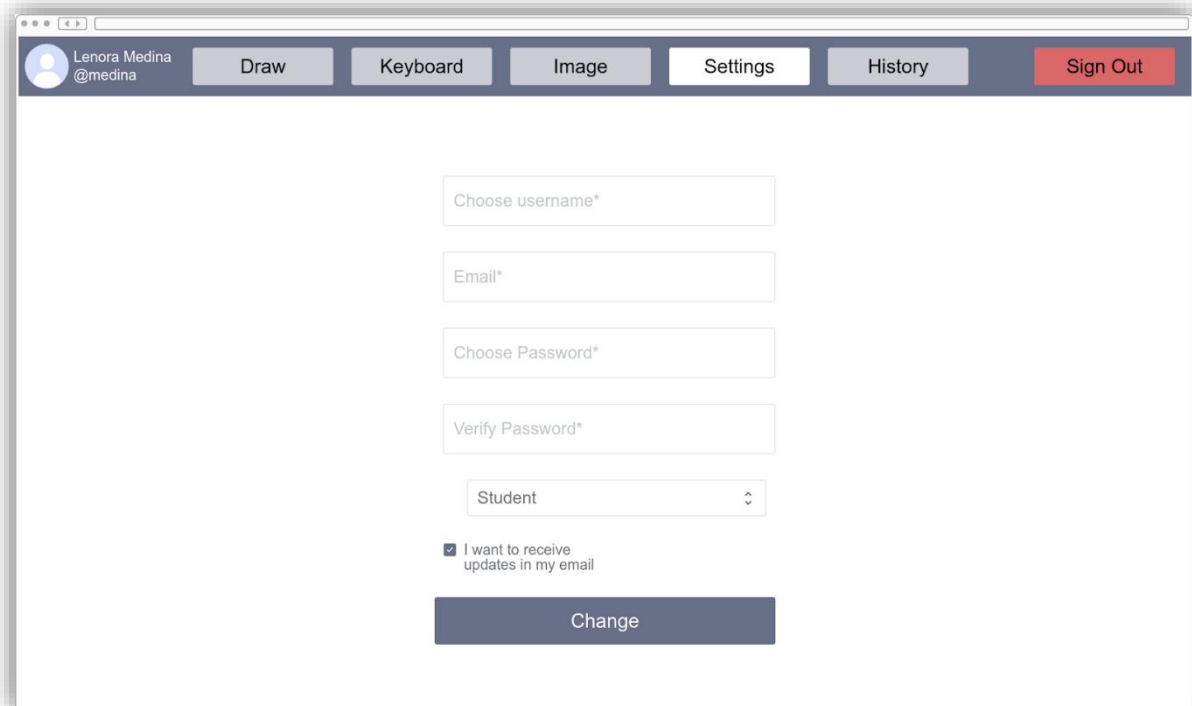 Lenora Medina
@medina
Draw
Keyboard
Image
Settings
History
Sign Out
Choose username*
Email*
Choose Password*
Verify Password*
Student
I want to receive
updates in my email
Change